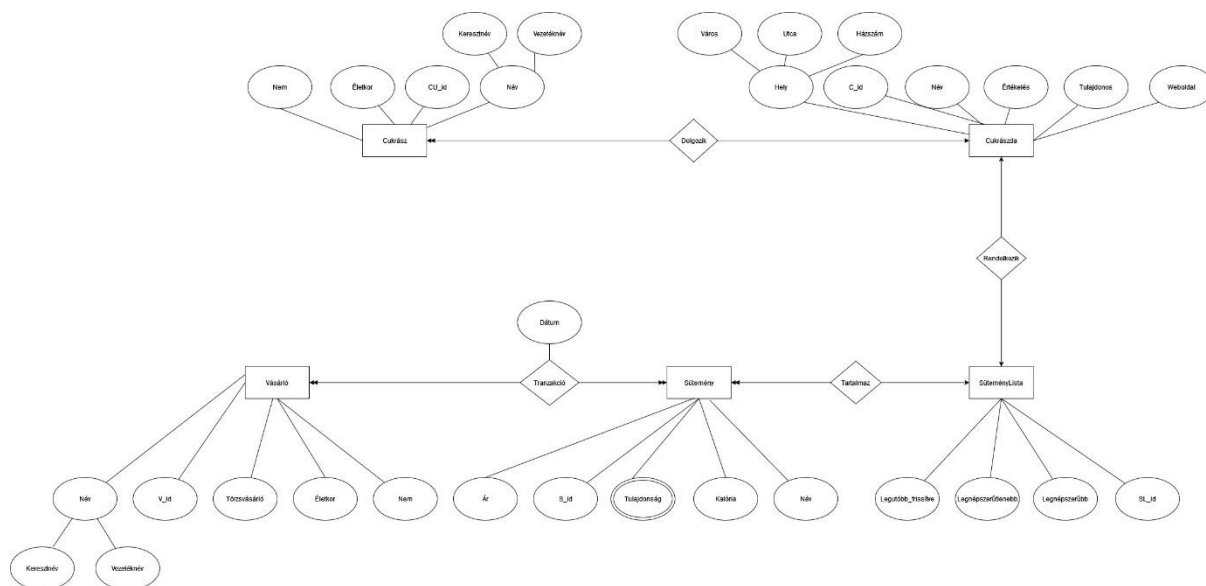 Keresztnév
Vezetéknév
Város
Utca
Házszám
Nem
Életkor
CU_id
Név
Hely
C_id
Név
Értékelés
Tulajdonos
Weboldal
Cukrász
Dolgozik
Cukrászda
Rendelkezik
Dátum
Vásárló
Tranzakció
Sütemény
Tartalmaz
SüteményLista
Név
V_id
Törzsvásárló
Életkor
Nem
Ár
S_id
Tulajdonság
Kalória
Név
Legutóbb_frissítve
Legnépszerűtlenebb
Legnépszerűbb
SL_id
Keresztnév
Vezetéknév